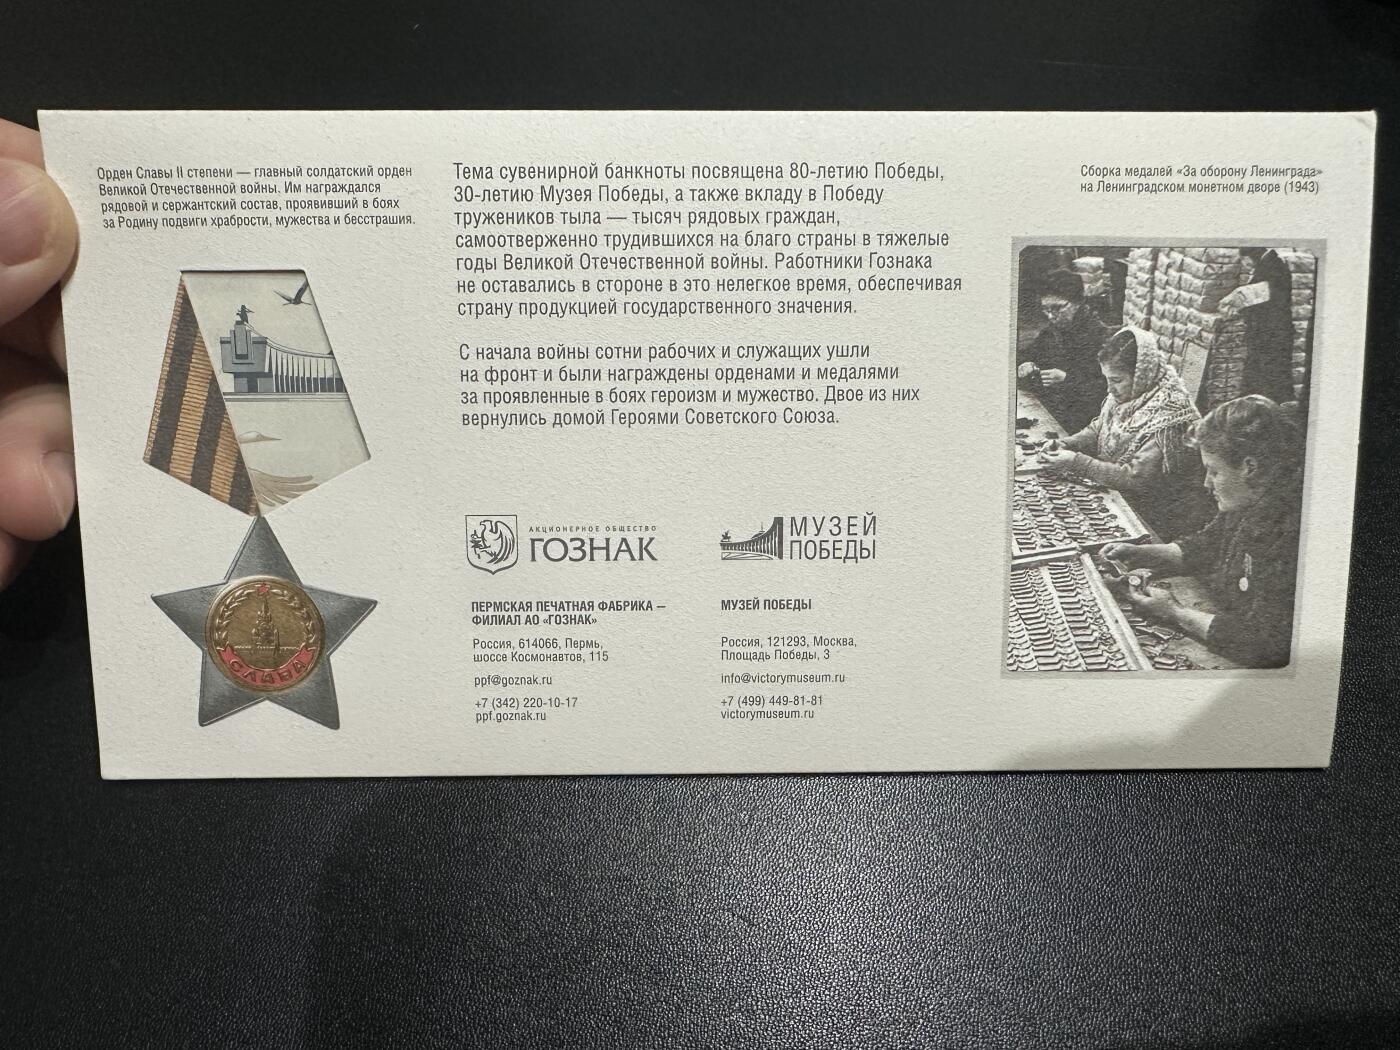 Орден Славы II степени — главный солдатский орден
Великой Отечественной войны. Им награждался
рядовой и сержантский состав, проявивший в боях
за Родину подвиги храбрости, мужества и бесстрашия.
СЛАВА
Тема сувенирной банкноты посвящена 80-летию Победы,
30-летию Музея Победы, а также вкладу в Победу
тружеников тыла — тысяч рядовых граждан,
самоотверженно трудившихся на благо страны в тяжелые
годы Великой Отечественной войны. Работники Гознака
не оставались в стороне в это нелегкое время, обеспечивая
страну продукцией государственного значения.
С начала войны сотни рабочих и служащих ушли
на фронт и были награждены орденами и медалями
за проявленные в боях героизм и мужество. Двое из них
вернулись домой Героями Советского Союза.
АКЦИОНЕРНОЕ ОБЩЕСТВО
ГОЗНАК
ПЕРМСКАЯ ПЕЧАТНАЯ ФАБРИКА –
ФИЛИАЛ АО «ГОЗНАК»
Россия, 614066, Пермь,
шоссе Космонавтов, 115
ppf@goznak.ru
+7 (342) 220-10-17
ppf.goznak.ru
МУЗЕЙ
ПОБЕДЫ
МУЗЕЙ ПОБЕДЫ
Россия, 121293, Москва,
Площадь Победы, 3
info@victorymuseum.ru
+7 (499) 449-81-81
victorymuseum.ru
Сборка медалей «За оборону Ленинграда»
на Ленинградском монетном дворе (1943)